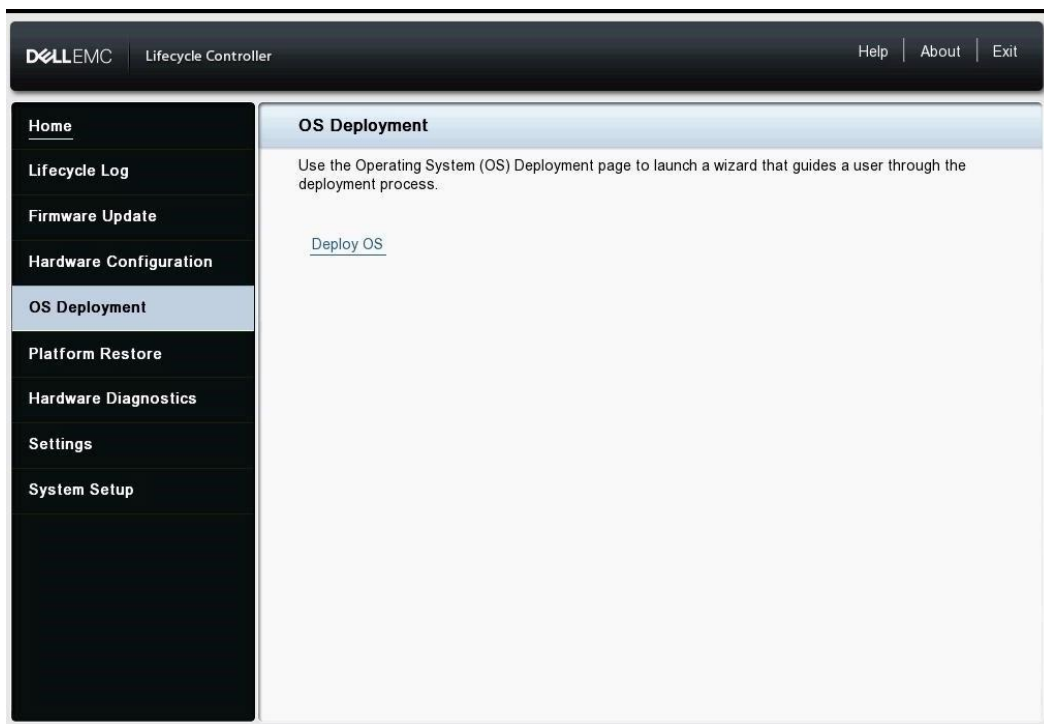 DELLEMC Lifecycle Controller Help About Exit
Home
Lifecycle Log
Firmware Update
Hardware Configuration
OS Deployment
Platform Restore
Hardware Diagnostics
Settings
System Setup
OS Deployment
Use the Operating System (OS) Deployment page to launch a wizard that guides a user through the
deployment process.
Deploy OS